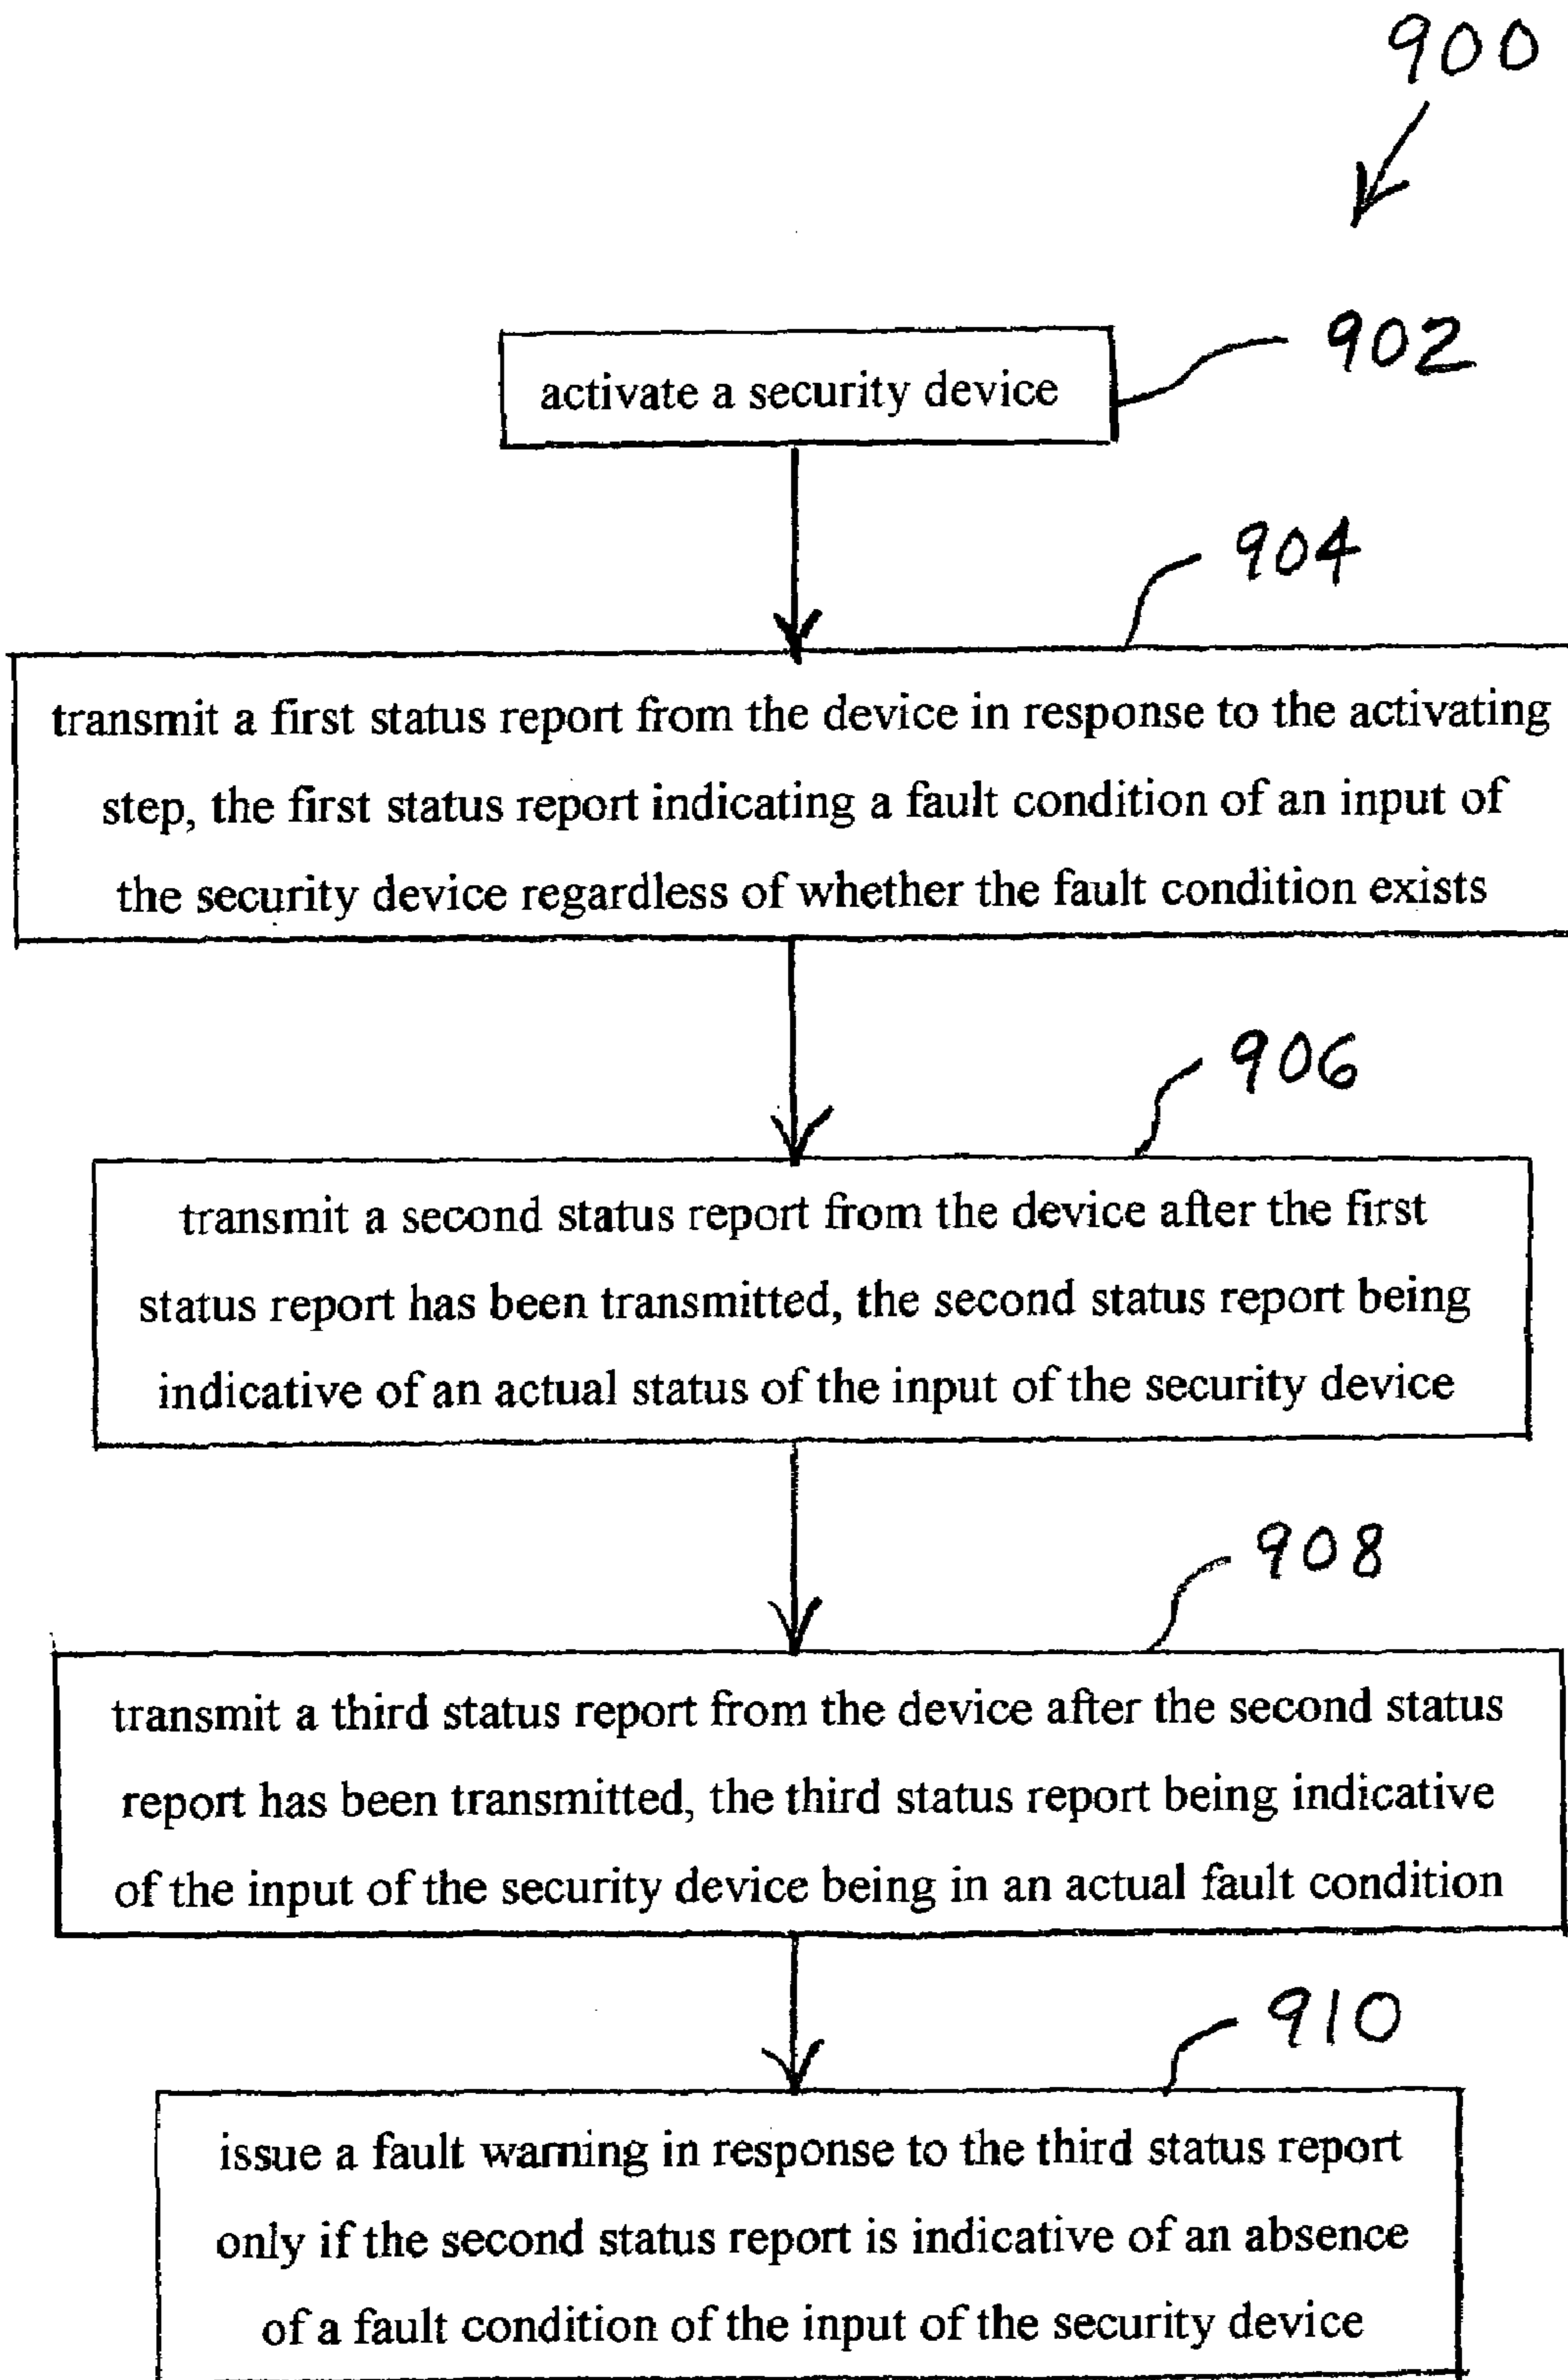 900
902
activate a security device
904
transmit a first status report from the device in response to the activating
step, the first status report indicating a fault condition of an input of
the security device regardless of whether the fault condition exists
906
transmit a second status report from the device after the first
status report has been transmitted, the second status report being
indicative of an actual status of the input of the security device
908
transmit a third status report from the device after the second status
report has been transmitted, the third status report being indicative
of the input of the security device being in an actual fault condition
910
issue a fault warning in response to the third status report
only if the second status report is indicative of an absence
of a fault condition of the input of the security device